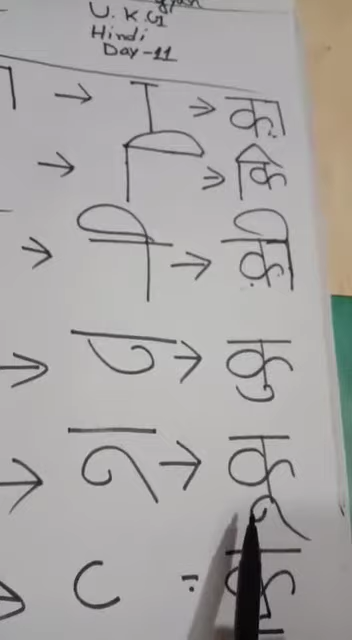 U.K.G
Hindi
Day-11
→ ा → का
→ ि → कि
→ ी → की
→ ु → कु
→ ू → कू